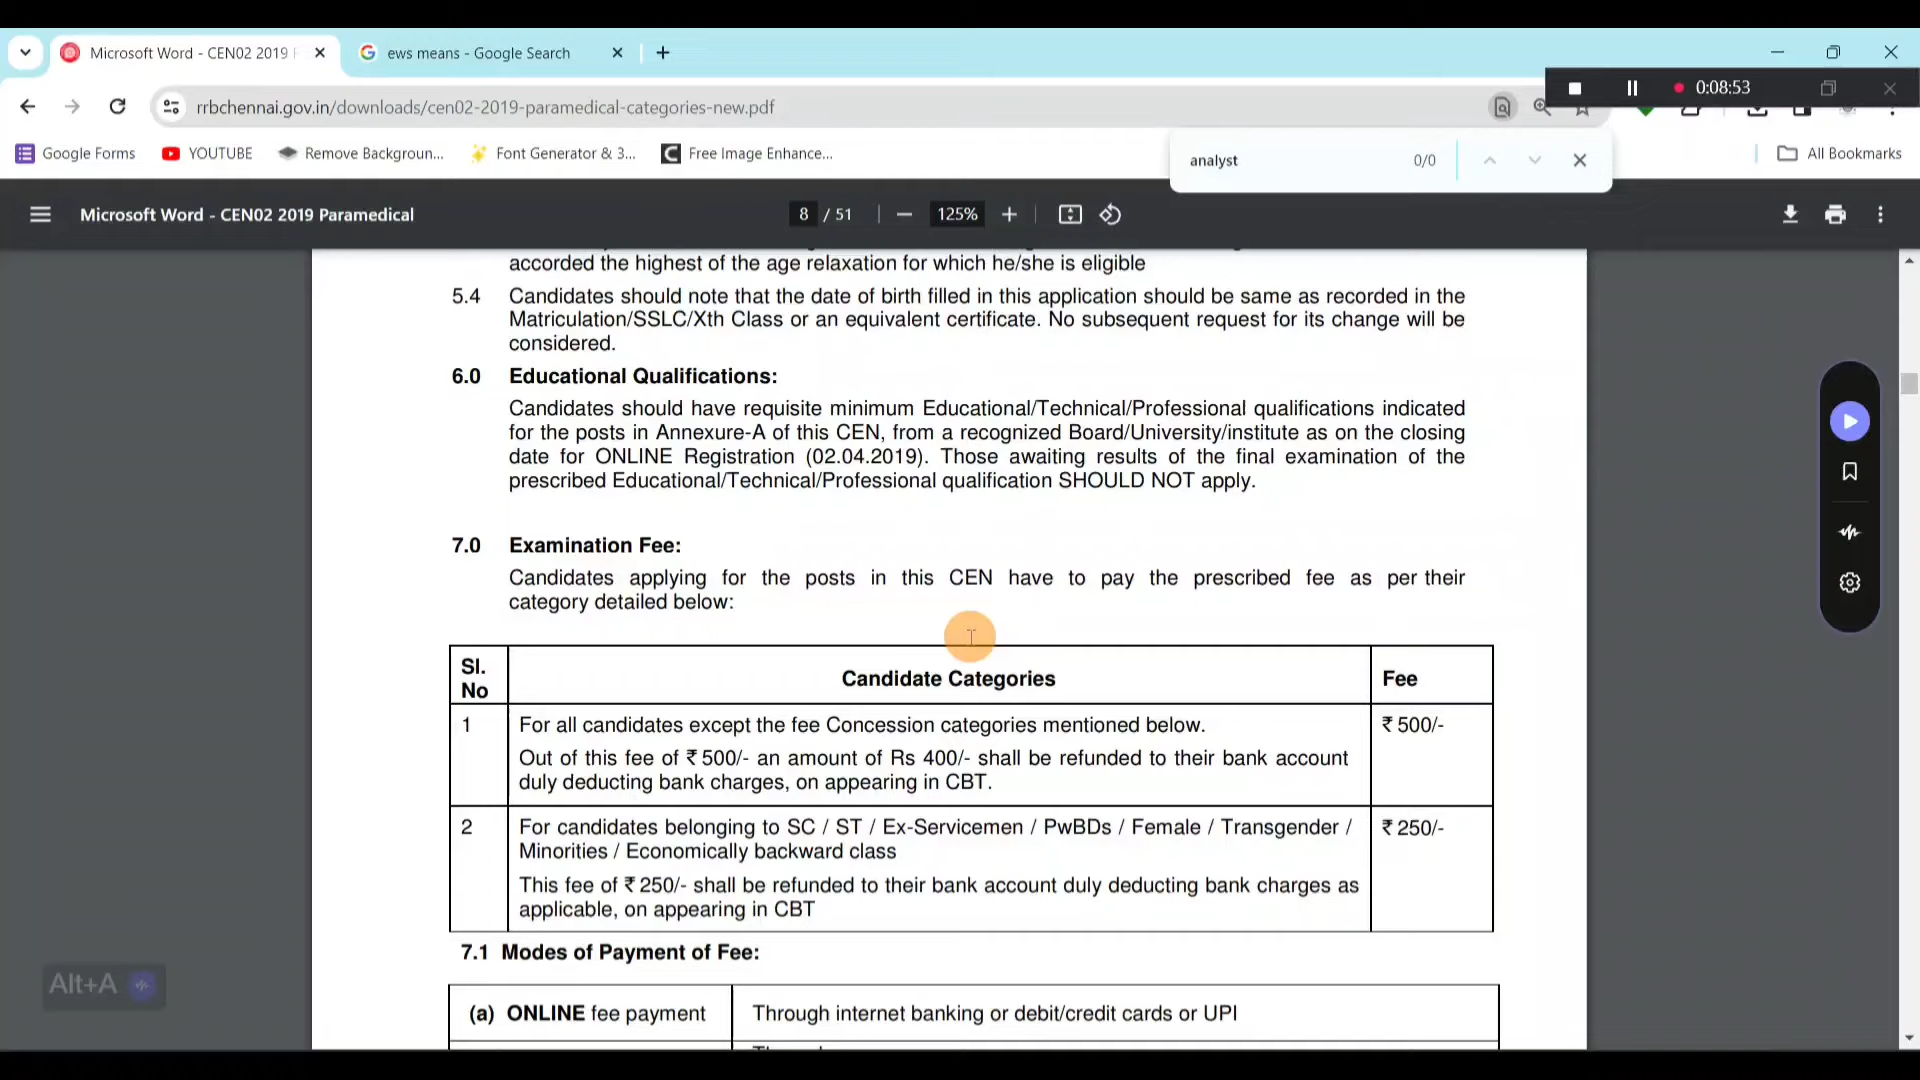 Microsoft Word - CEN02 2019
ews means - Google Search
0:08:53
rrbchennai.gov.in/downloads/cen02-2019-paramedical-categories-new.pdf
Google Forms YOUTUBE Remove Backgroun... Font Generator & 3... Free Image Enhance... All Bookmarks
analyst 0/0
Microsoft Word - CEN02 2019 Paramedical 8 / 51 125%
accorded the highest of the age relaxation for which he/she is eligible
5.4 Candidates should note that the date of birth filled in this application should be same as recorded in the
Matriculation/SSLC/Xth Class or an equivalent certificate. No subsequent request for its change will be
considered.
6.0 Educational Qualifications:
Candidates should have requisite minimum Educational/Technical/Professional qualifications indicated
for the posts in Annexure-A of this CEN, from a recognized Board/University/institute as on the closing
date for ONLINE Registration (02.04.2019). Those awaiting results of the final examination of the
prescribed Educational/Technical/Professional qualification SHOULD NOT apply.
7.0 Examination Fee:
Candidates applying for the posts in this CEN have to pay the prescribed fee as per their
category detailed below:
Sl.
No
Candidate Categories
Fee
1
For all candidates except the fee Concession categories mentioned below.
₹ 500/-
Out of this fee of ₹ 500/- an amount of Rs 400/- shall be refunded to their bank account
duly deducting bank charges, on appearing in CBT.
2
For candidates belonging to SC / ST / Ex-Servicemen / PwBDs / Female / Transgender /
₹ 250/-
Minorities / Economically backward class
This fee of ₹ 250/- shall be refunded to their bank account duly deducting bank charges as
applicable, on appearing in CBT
7.1 Modes of Payment of Fee:
(a) ONLINE fee payment
Through internet banking or debit/credit cards or UPI
Alt+A